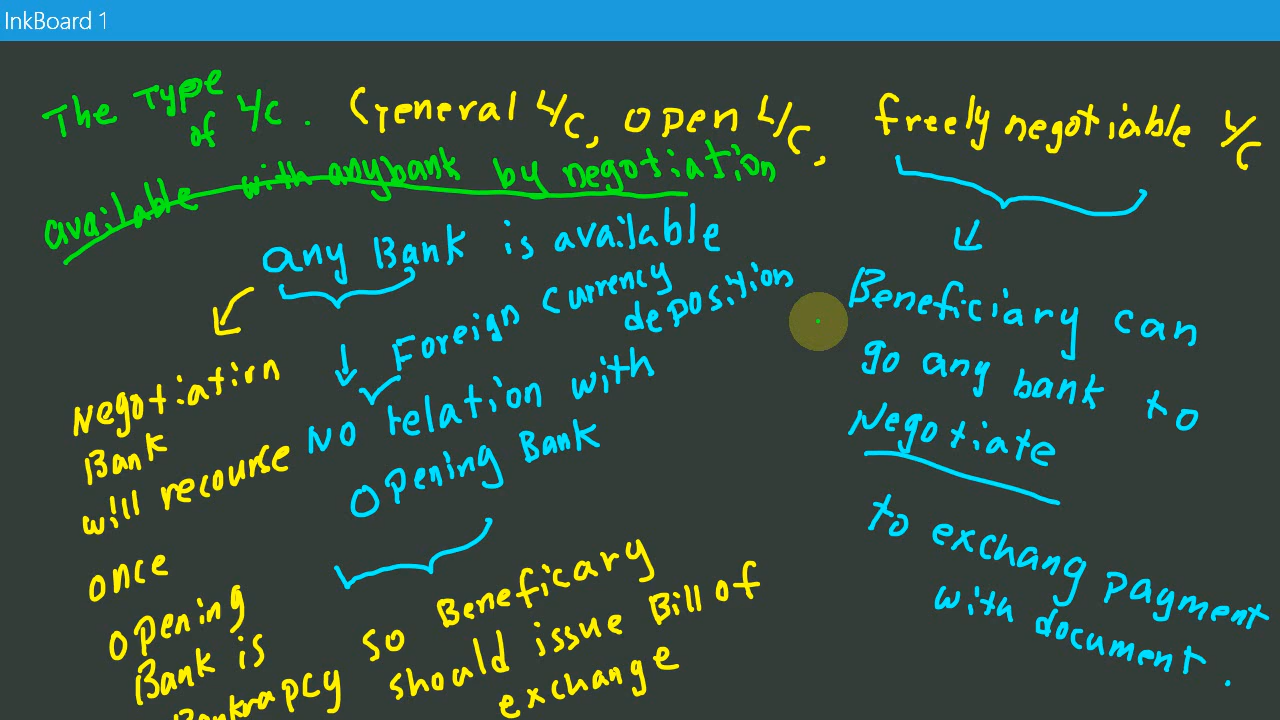 InkBoard 1
The Type of L/C. General L/C, open L/C, freely negotiable L/C
available with any bank by negotiation
any Bank is available
Foreign currency
deposition
No relation with
opening Bank
so Beneficary
should issue Bill of
exchange
Negotiatirn
Bank
will recourse
once
opening
Bank is
Bankrapcy
Beneficiary can
go any bank to
Negotiate
to exchang payment
with document.